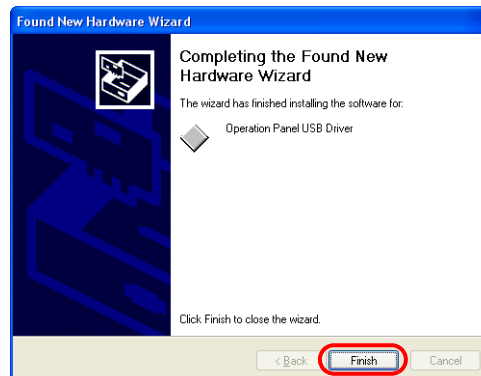 Found New Hardware Wizard
Completing the Found New
Hardware Wizard
The wizard has finished installing the software for:
Operation Panel USB Driver
Click Finish to close the wizard.
< Back Finish Cancel